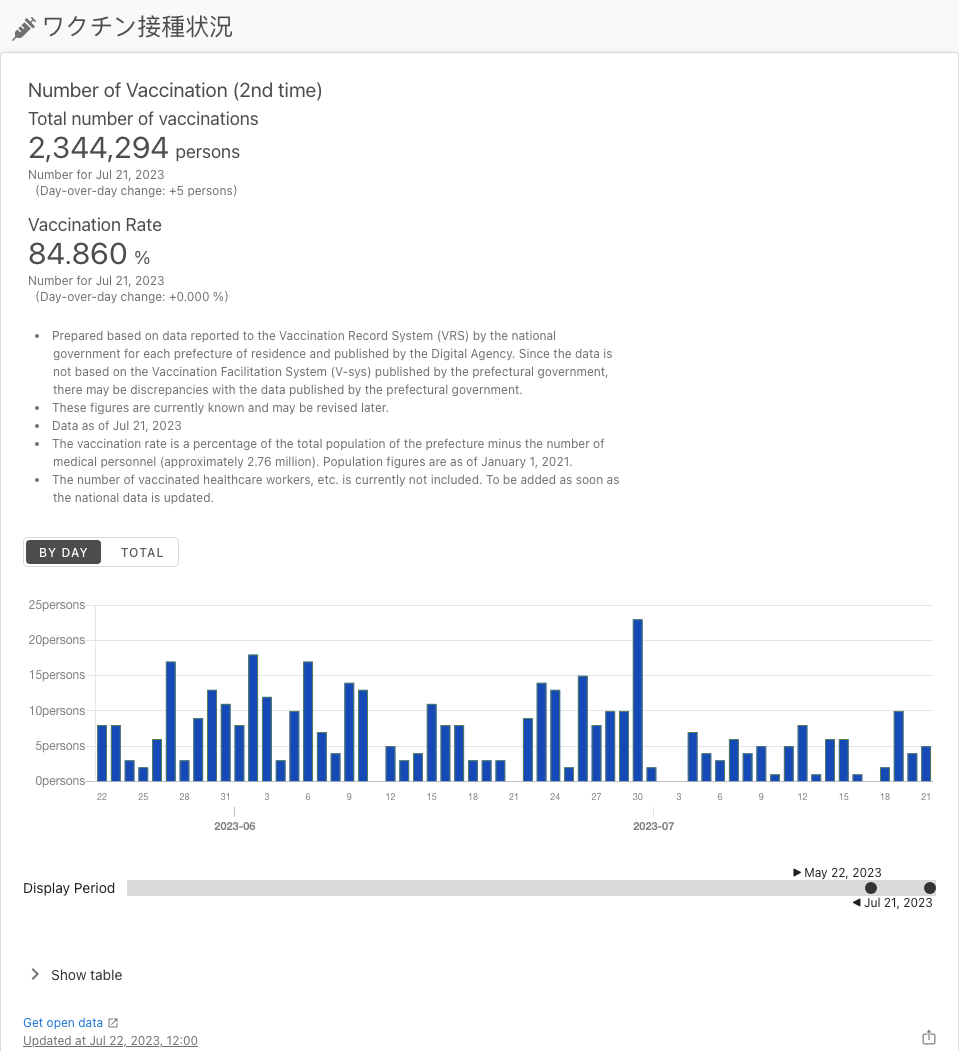 ワクチン接種状況
Number of Vaccination (2nd time)
Total number of vaccinations
2,344,294 persons
Number for Jul 21, 2023
(Day-over-day change: +5 persons)
Vaccination Rate
84.860 %
Number for Jul 21, 2023
(Day-over-day change: +0.000 %)
• Prepared based on data reported to the Vaccination Record System (VRS) by the national
government for each prefecture of residence and published by the Digital Agency. Since the data is
not based on the Vaccination Facilitation System (V-sys) published by the prefectural government,
there may be discrepancies with the data published by the prefectural government.
• These figures are currently known and may be revised later.
• Data as of Jul 21, 2023
• The vaccination rate is a percentage of the total population of the prefecture minus the number of
medical personnel (approximately 2.76 million). Population figures are as of January 1, 2021.
• The number of vaccinated healthcare workers, etc. is currently not included. To be added as soon as
the national data is updated.
BY DAY TOTAL
25persons
20persons
15persons
10persons
5persons
0persons
22 25 28 31 3 6 9 12 15 18 21 24 27 30 3 6 9 12 15 18 21
2023-06 2023-07
May 22, 2023
Display Period
Jul 21, 2023
Show table
Get open data
Updated at Jul 22, 2023, 12:00